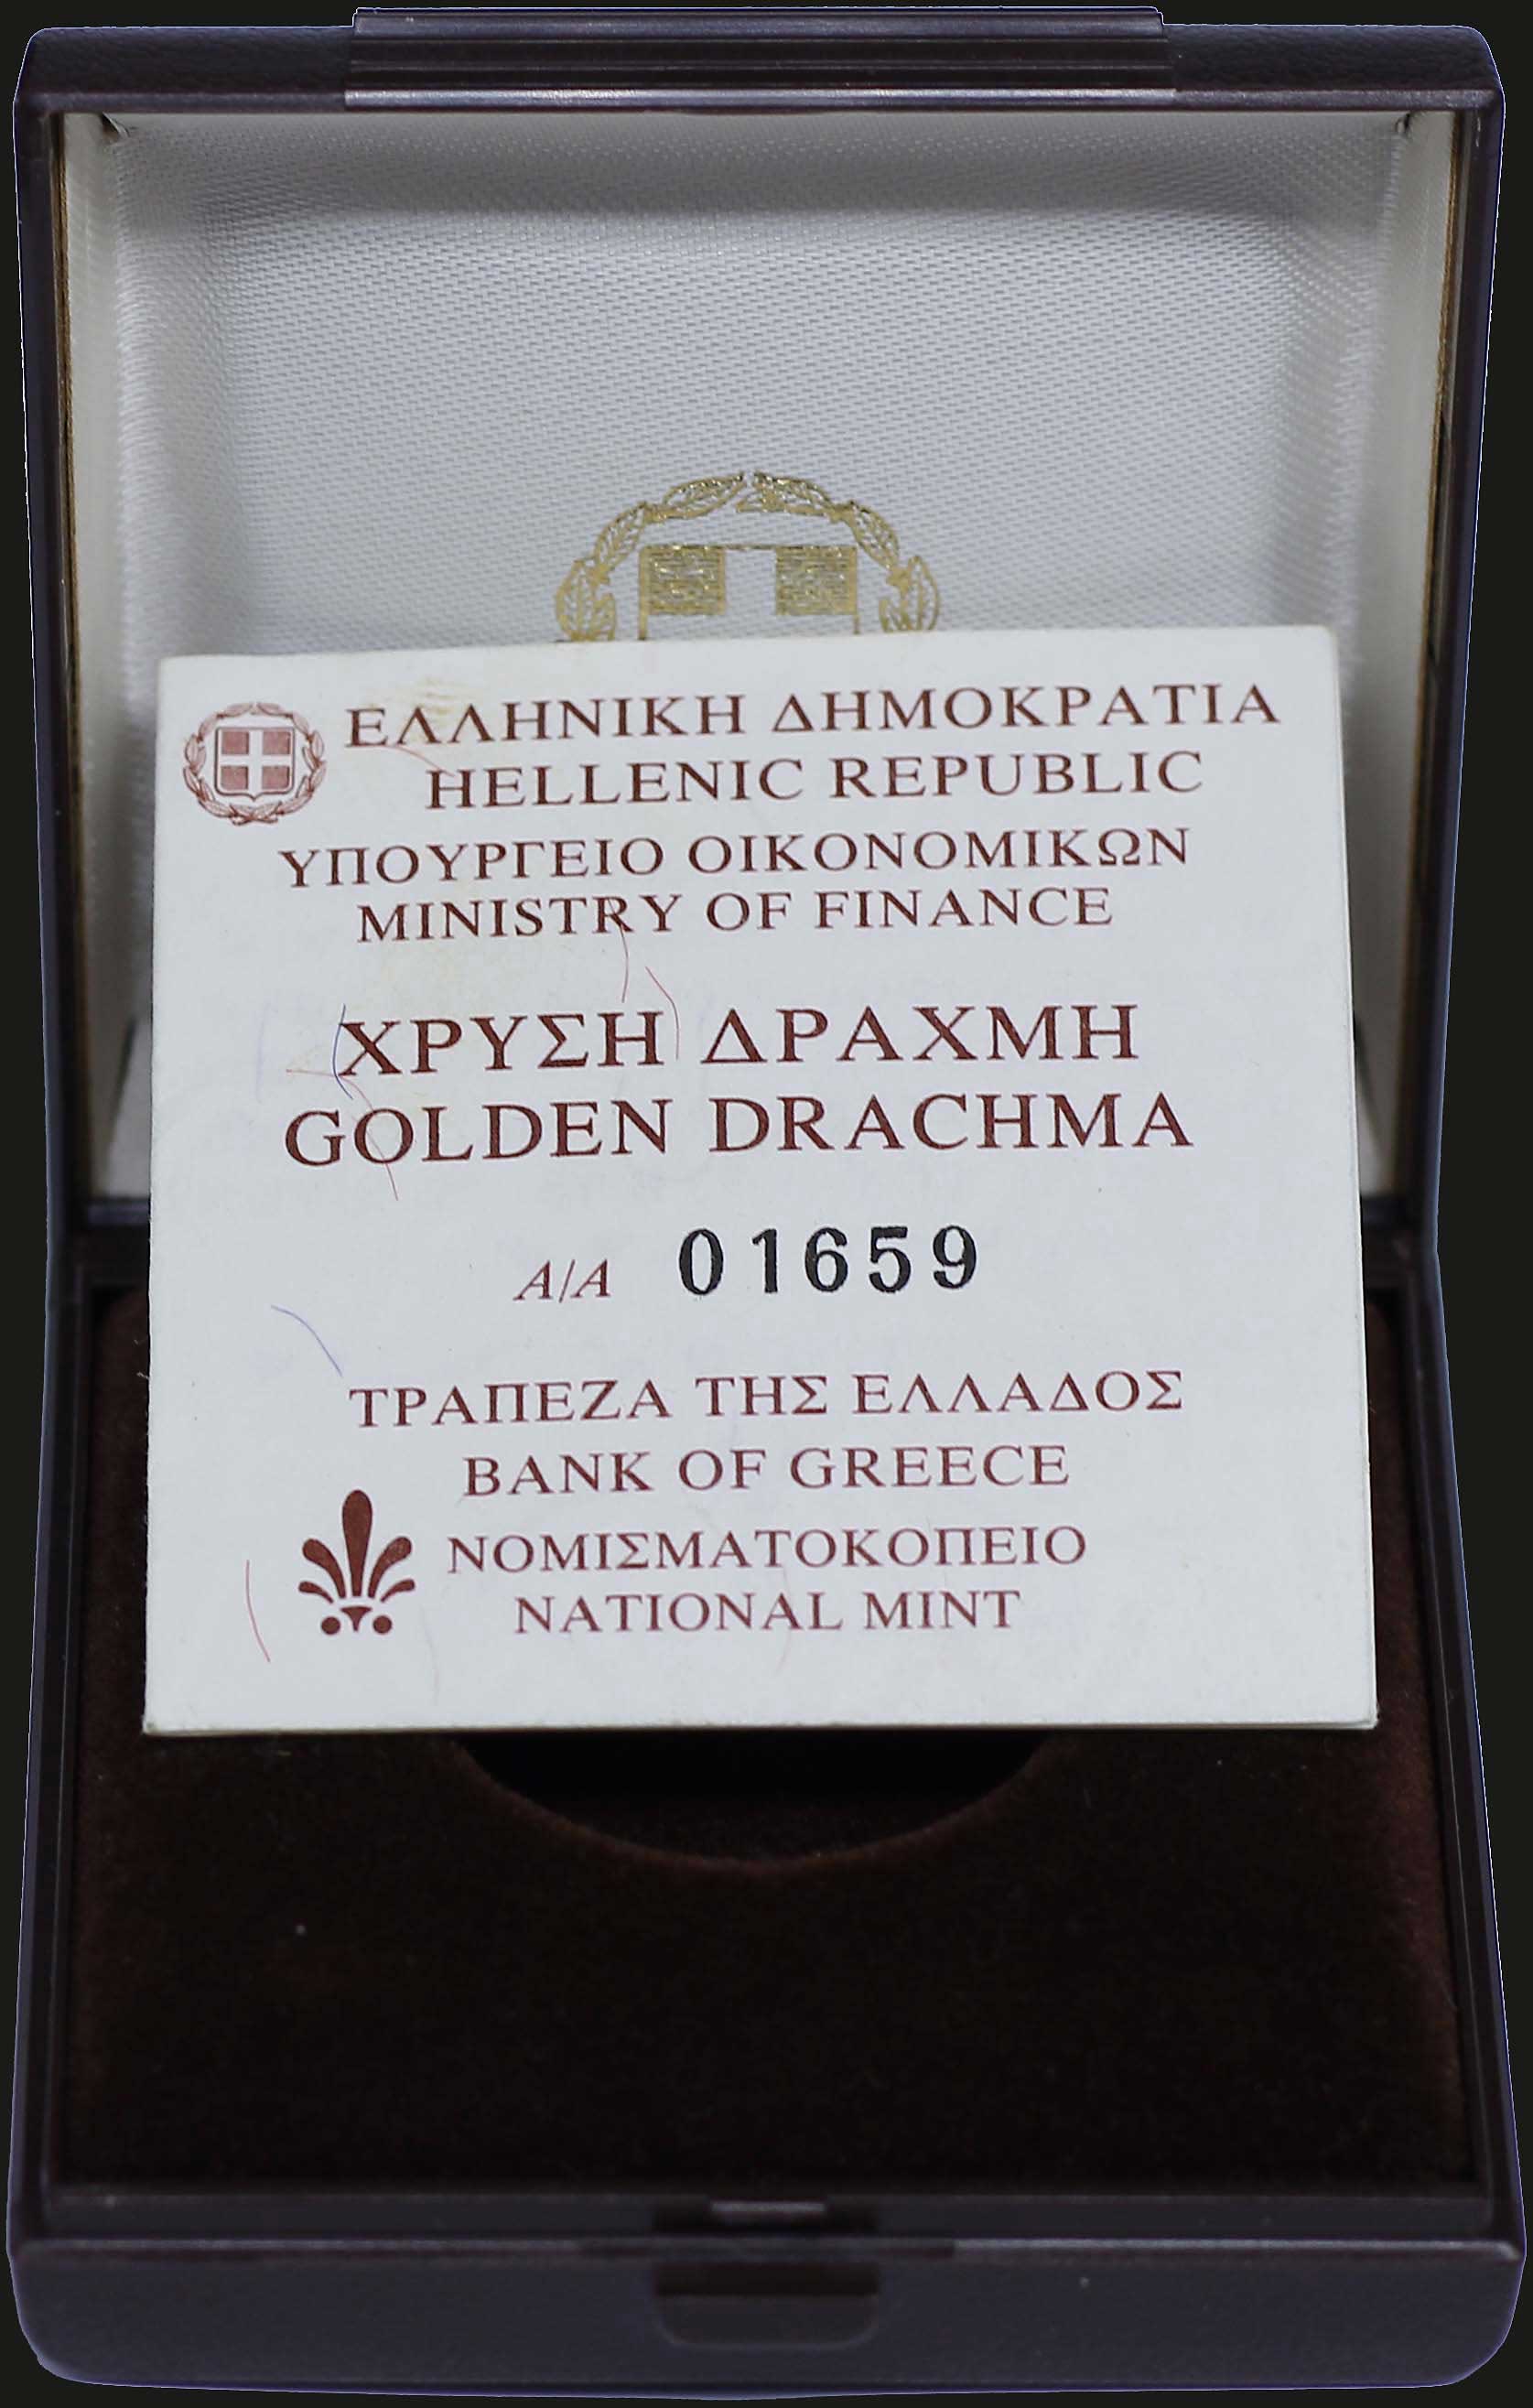 ΕΛΛΗΝΙΚΗ ΔΗΜΟΚΡΑΤΙΑ
HELLENIC REPUBLIC
ΥΠΟΥΡΓΕΙΟ ΟΙΚΟΝΟΜΙΚΩΝ
MINISTRY OF FINANCE
ΧΡΥΣΗ ΔΡΑΧΜΗ
GOLDEN DRACHMA
Α/Α 01659
ΤΡΑΠΕΖΑ ΤΗΣ ΕΛΛΑΔΟΣ
BANK OF GREECE
ΝΟΜΙΣΜΑΤΟΚΟΠΕΙΟ
NATIONAL MINT